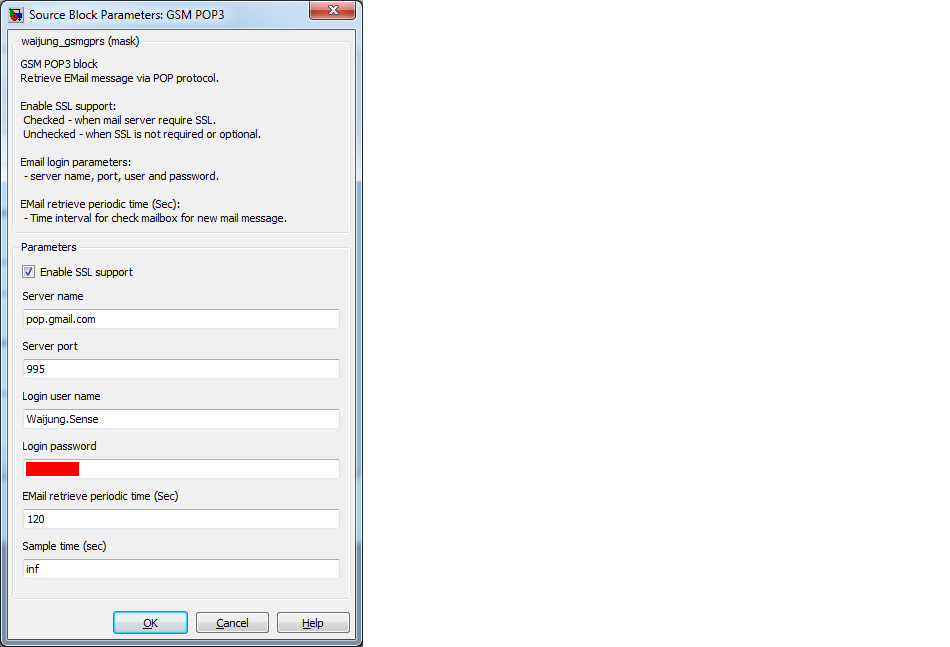 Source Block Parameters: GSM POP3
waijung_gsmgprs (mask)
GSM POP3 block
Retrieve EMail message via POP protocol.
Enable SSL support:
Checked - when mail server require SSL.
Unchecked - when SSL is not required or optional.
Email login parameters:
- server name, port, user and password.
EMail retrieve periodic time (Sec):
- Time interval for check mailbox for new mail message.
Parameters
Enable SSL support
Server name
pop.gmail.com
Server port
995
Login user name
Waijung.Sense
Login password
EMail retrieve periodic time (Sec)
120
Sample time (sec)
inf
OK
Cancel
Help